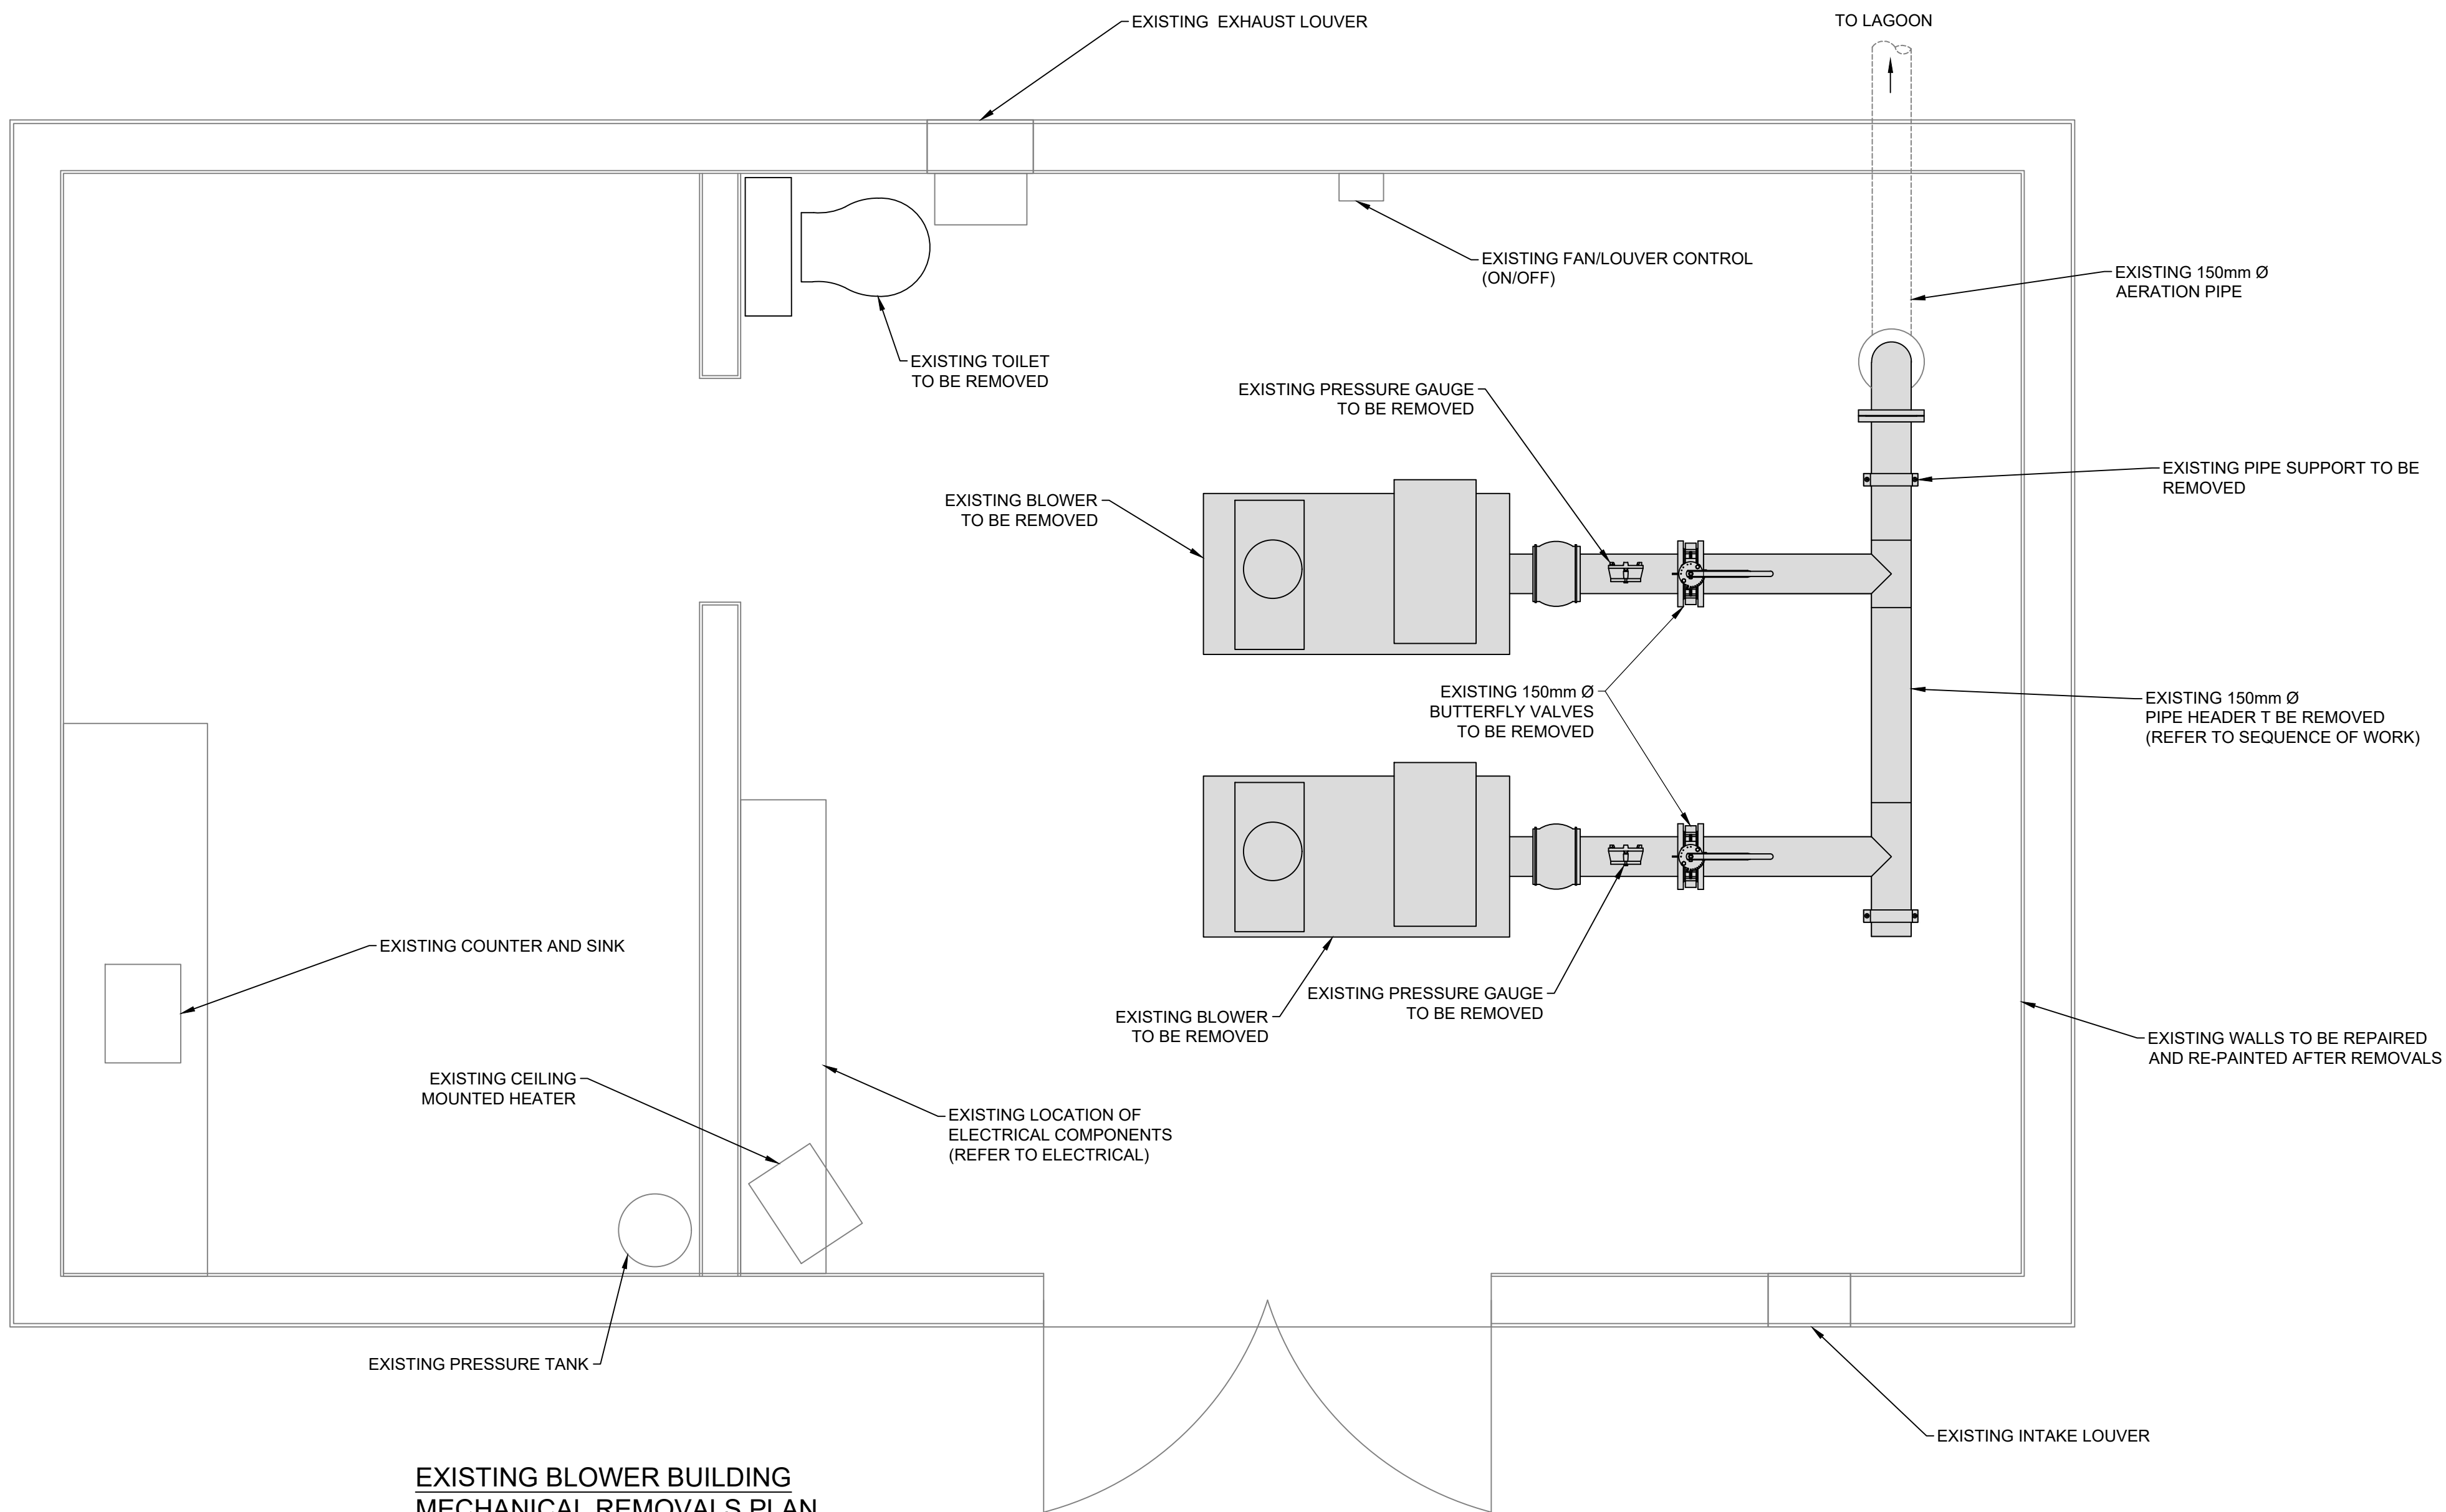 EXISTING EXHAUST LOUVER
TO LAGOON
EXISTING FAN/LOUVER CONTROL
(ON/OFF)
EXISTING 150mm Ø
AERATION PIPE
EXISTING TOILET
TO BE REMOVED
EXISTING PRESSURE GAUGE
TO BE REMOVED
EXISTING PIPE SUPPORT TO BE
REMOVED
EXISTING BLOWER
TO BE REMOVED
EXISTING 150mm Ø
BUTTERFLY VALVES
TO BE REMOVED
EXISTING 150mm Ø
PIPE HEADER T BE REMOVED
(REFER TO SEQUENCE OF WORK)
EXISTING COUNTER AND SINK
EXISTING PRESSURE GAUGE
TO BE REMOVED
EXISTING BLOWER
TO BE REMOVED
EXISTING WALLS TO BE REPAIRED
AND RE-PAINTED AFTER REMOVALS
EXISTING CEILING
MOUNTED HEATER
EXISTING LOCATION OF
ELECTRICAL COMPONENTS
(REFER TO ELECTRICAL)
EXISTING PRESSURE TANK
EXISTING INTAKE LOUVER
EXISTING BLOWER BUILDING
MECHANICAL REMOVALS PLAN